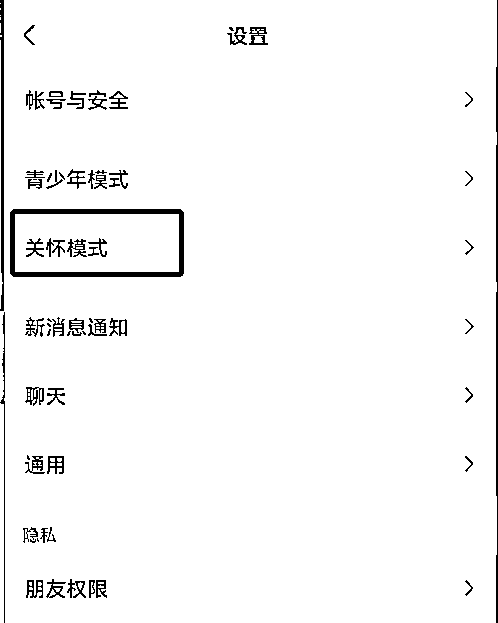 设置
帐号与安全
青少年模式
关怀模式
新消息通知
聊天
通用
隐私
朋友权限